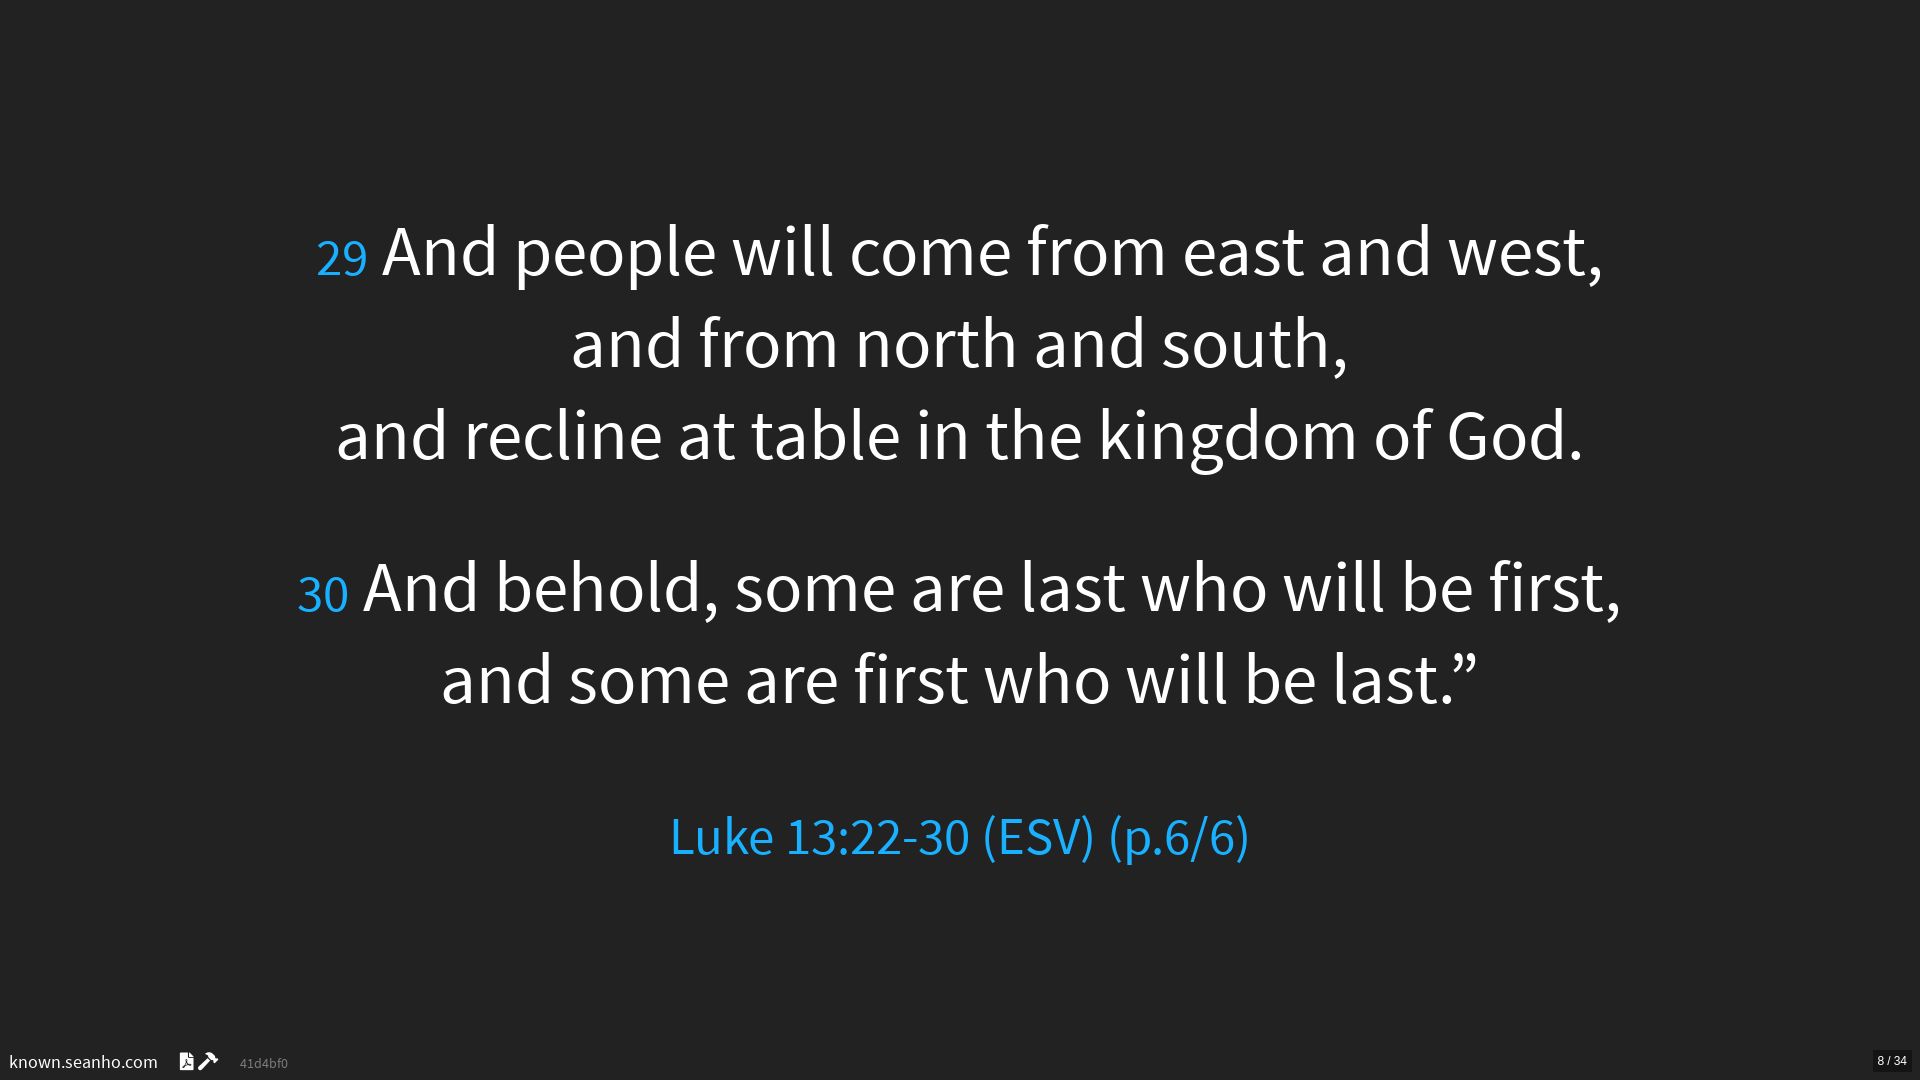 29 And people will come from east and west,
and from north and south,
and recline at table in the kingdom of God.
30 And behold, some are last who will be first,
and some are first who will be last.”
Luke 13:22-30 (ESV) (p.6/6)
known.seanho.com 41d4bf0
8 / 34